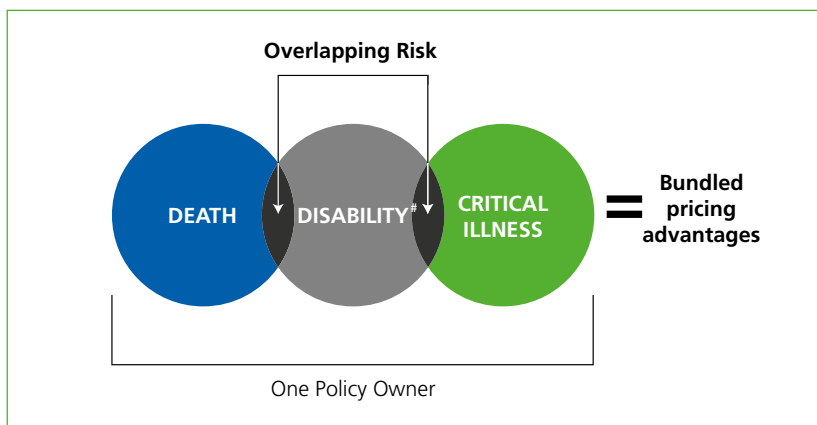 Overlapping Risk
DEATH
DISABILITY#
CRITICAL
ILLNESS
=
Bundled
pricing
advantages
One Policy Owner